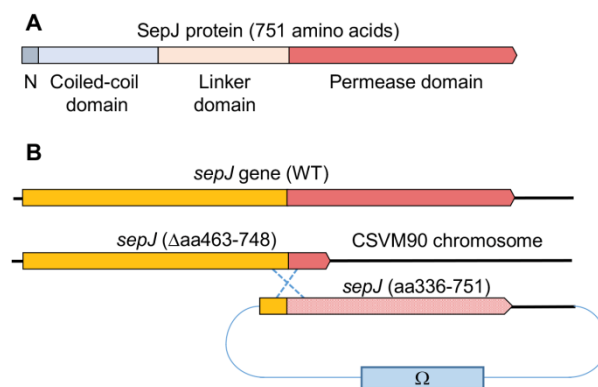 A
SepJ protein (751 amino acids)
N
Coiled-coil
domain
Linker
domain
Permease domain
B
sepJ gene (WT)
sepJ (Δaa463-748)
CSVM90 chromosome
sepJ (aa336-751)
Ω